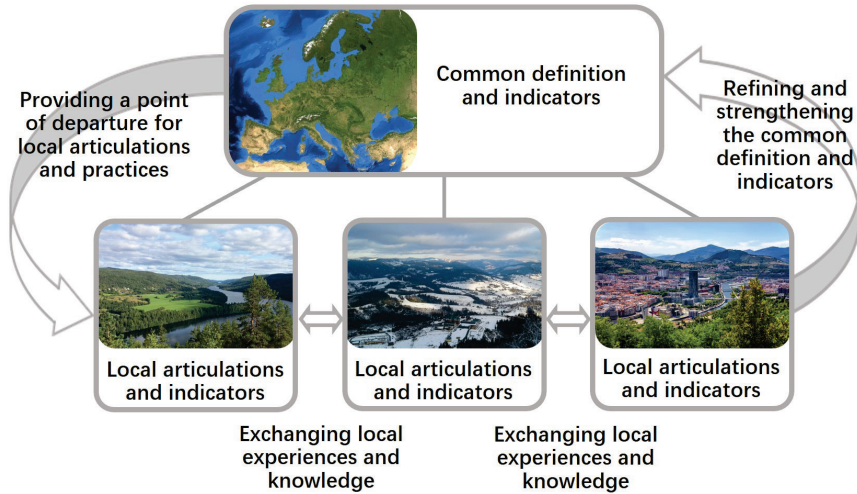 Common definition
and indicators
Providing a point
of departure for
local articulations
and practices
Refining and
strengthening
the common
definition and
indicators
Local articulations
and indicators
Local articulations
and indicators
Local articulations
and indicators
Exchanging local
experiences and
knowledge
Exchanging local
experiences and
knowledge